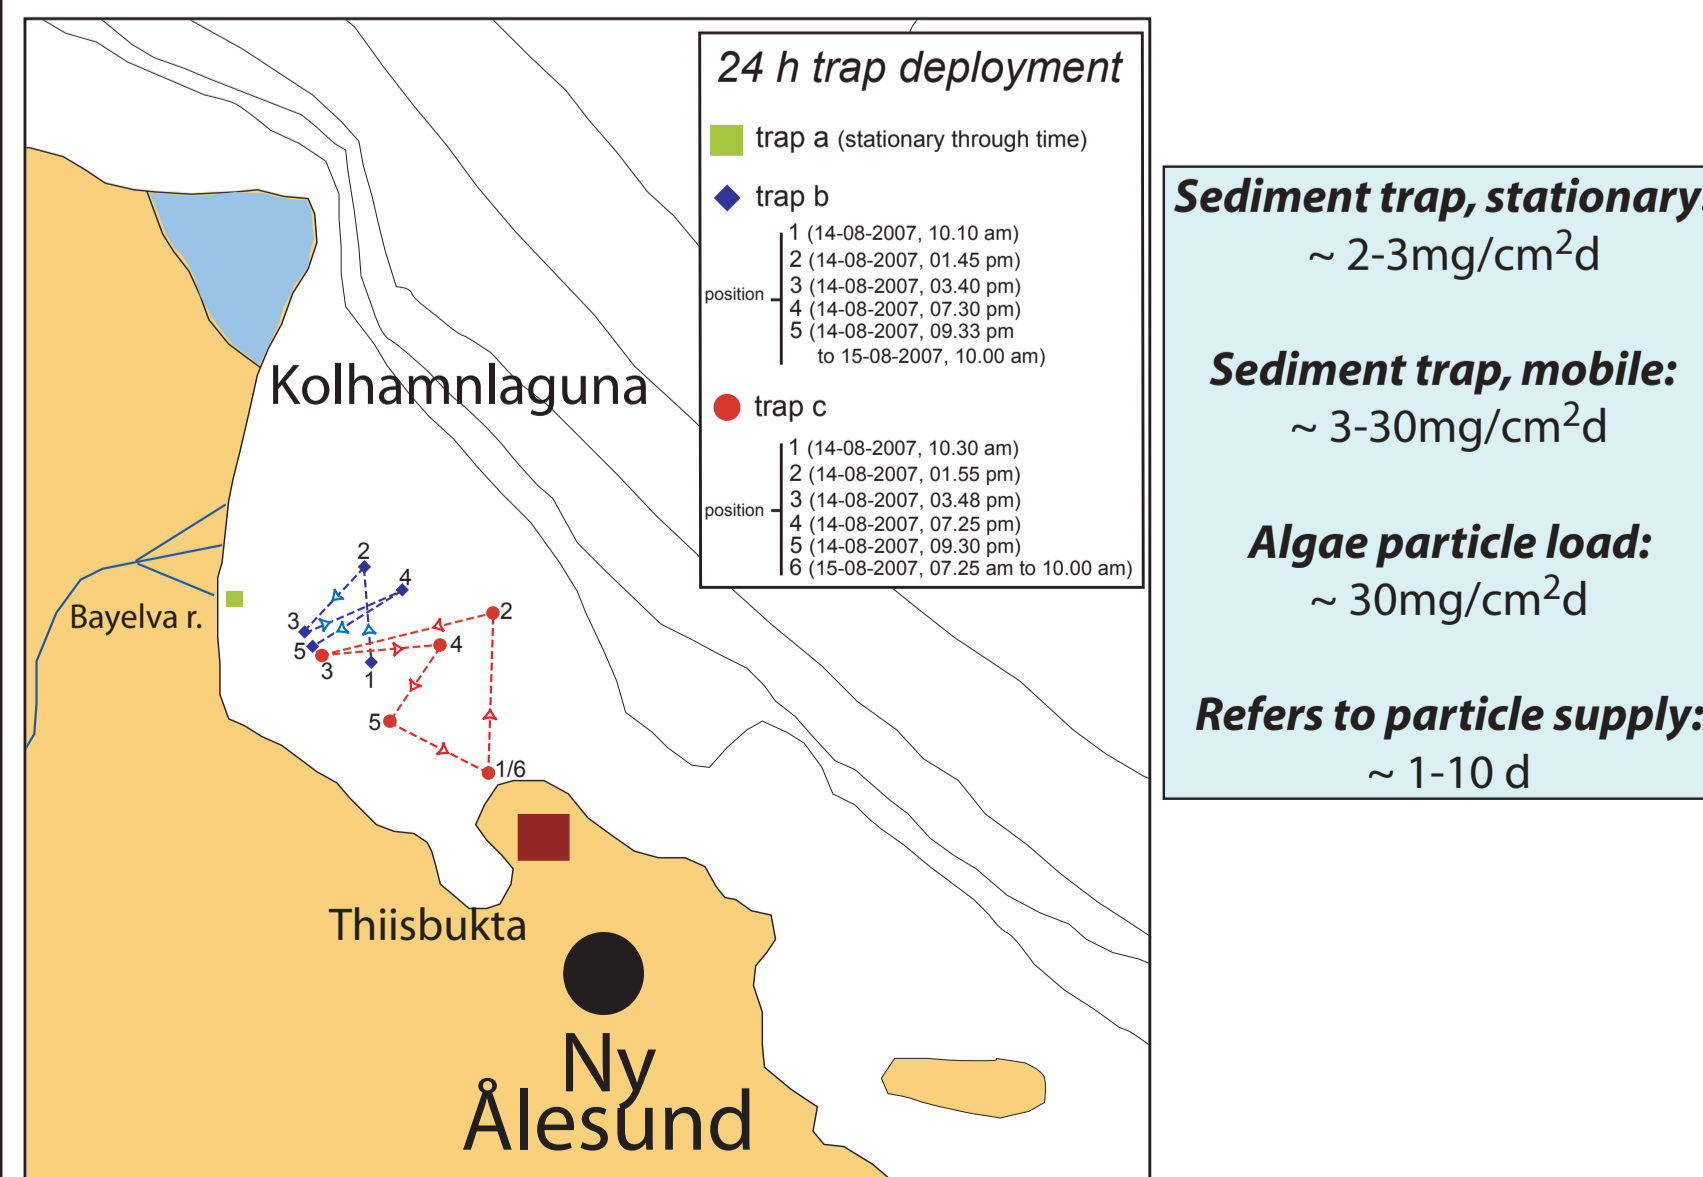 24 h trap deployment
trap a (stationary through time)
trap b
position
1 (14-08-2007, 10.10 am)
2 (14-08-2007, 01.45 pm)
3 (14-08-2007, 03.40 pm)
4 (14-08-2007, 07.30 pm)
5 (14-08-2007, 09.33 pm
to 15-08-2007, 10.00 am)
trap c
position
1 (14-08-2007, 10.30 am)
2 (14-08-2007, 01.55 pm)
3 (14-08-2007, 03.48 pm)
4 (14-08-2007, 07.25 pm)
5 (14-08-2007, 09.30 pm)
6 (15-08-2007, 07.25 am to 10.00 am)
Kolhamnlaguna
Bayelva r.
2
4
3
5
1
2
4
3
5
1/6
Thiisbukta
Ny
Ålesund
Sediment trap, stationary:
~ 2-3mg/cm²d
Sediment trap, mobile:
~ 3-30mg/cm²d
Algae particle load:
~ 30mg/cm²d
Refers to particle supply:
~ 1-10 d